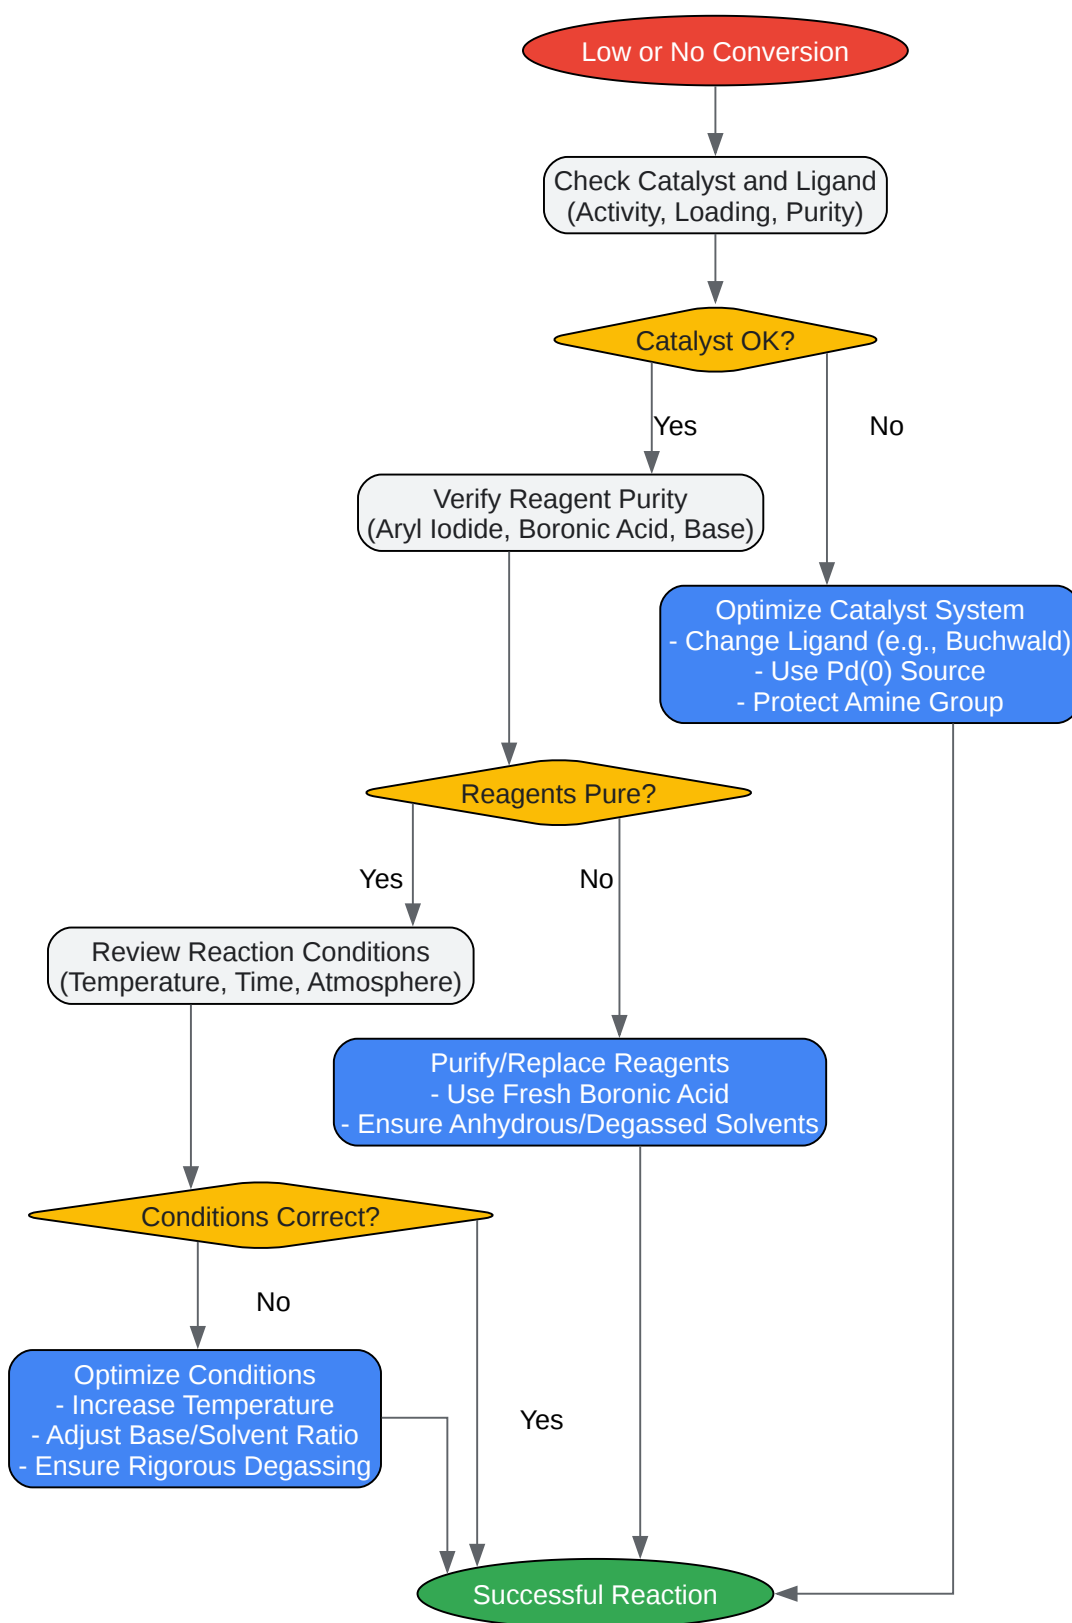 Low or No Conversion
Check Catalyst and Ligand
(Activity, Loading, Purity)
Catalyst OK?
Yes
No
Verify Reagent Purity
(Aryl Iodide, Boronic Acid, Base)
Optimize Catalyst System
- Change Ligand (e.g., Buchwald)
- Use Pd(0) Source
- Protect Amine Group
Reagents Pure?
Yes
No
Review Reaction Conditions
(Temperature, Time, Atmosphere)
Purify/Replace Reagents
- Use Fresh Boronic Acid
- Ensure Anhydrous/Degassed Solvents
Conditions Correct?
No
Optimize Conditions
- Increase Temperature
- Adjust Base/Solvent Ratio
- Ensure Rigorous Degassing
Yes
Successful Reaction